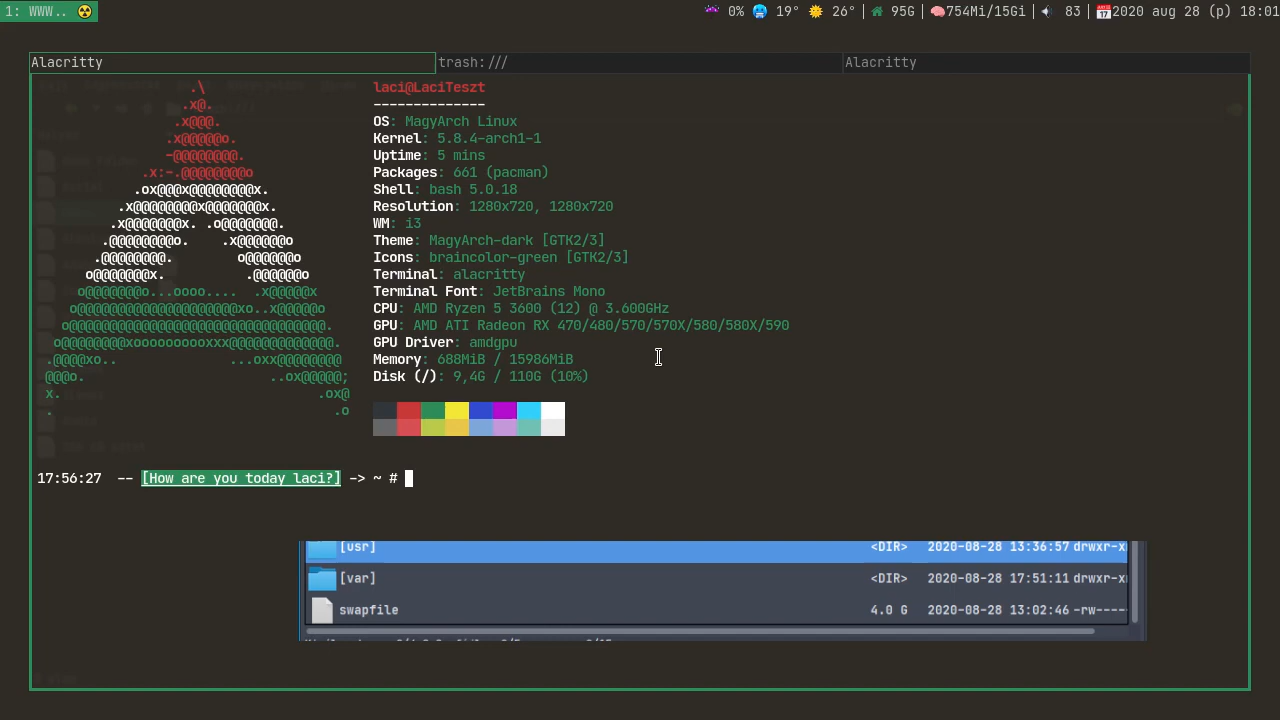 1: WWW.. ☢ 0% 19° 26° 95G 754Mi/15Gi 83 2020 aug 28 (p) 18:01
Alacritty trash:/// Alacritty
laci@LaciTeszt
--------------
OS: MagyArch Linux
Kernel: 5.8.4-arch1-1
Uptime: 5 mins
Packages: 661 (pacman)
Shell: bash 5.0.18
Resolution: 1280x720, 1280x720
WM: i3
Theme: MagyArch-dark [GTK2/3]
Icons: braincolor-green [GTK2/3]
Terminal: alacritty
Terminal Font: JetBrains Mono
CPU: AMD Ryzen 5 3600 (12) @ 3.600GHz
GPU: AMD ATI Radeon RX 470/480/570/570X/580/580X/590
GPU Driver: amdgpu
Memory: 688MiB / 15986MiB
Disk (/): 9,4G / 110G (10%)
17:56:27 -- [How are you today laci?] -> ~ #
[usr] <DIR> 2020-08-28 13:36:57 drwxr-x
[var] <DIR> 2020-08-28 17:51:11 drwxr-x
swapfile 4.0 G 2020-08-28 13:02:46 -rw----